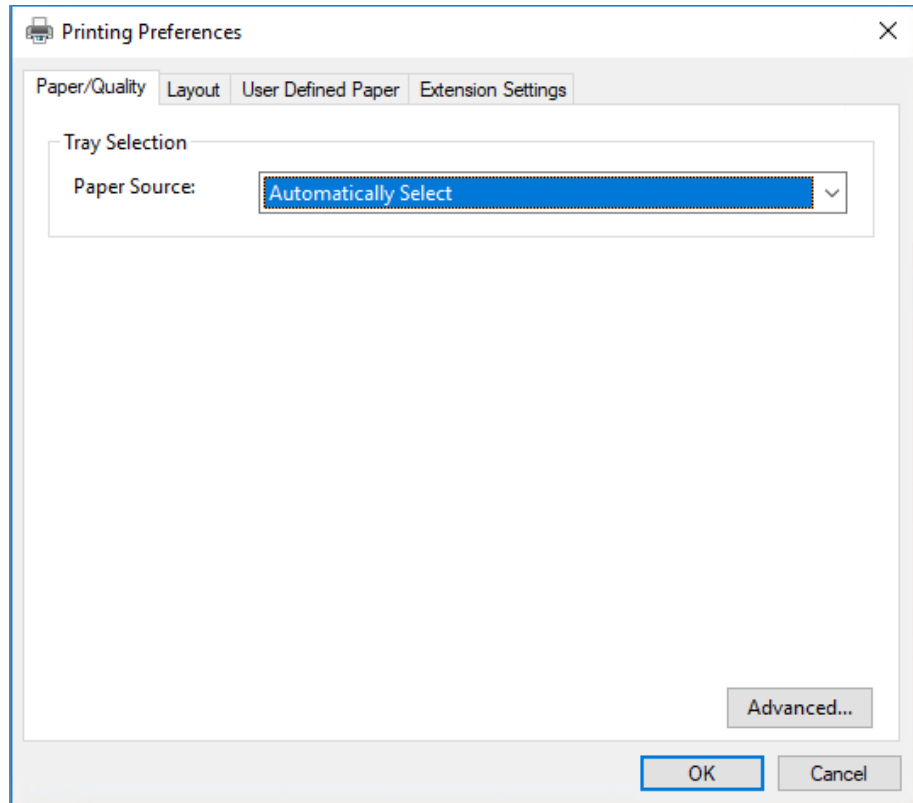 Printing Preferences
Paper/Quality Layout User Defined Paper Extension Settings
Tray Selection
Paper Source: Automatically Select
Advanced...
OK Cancel